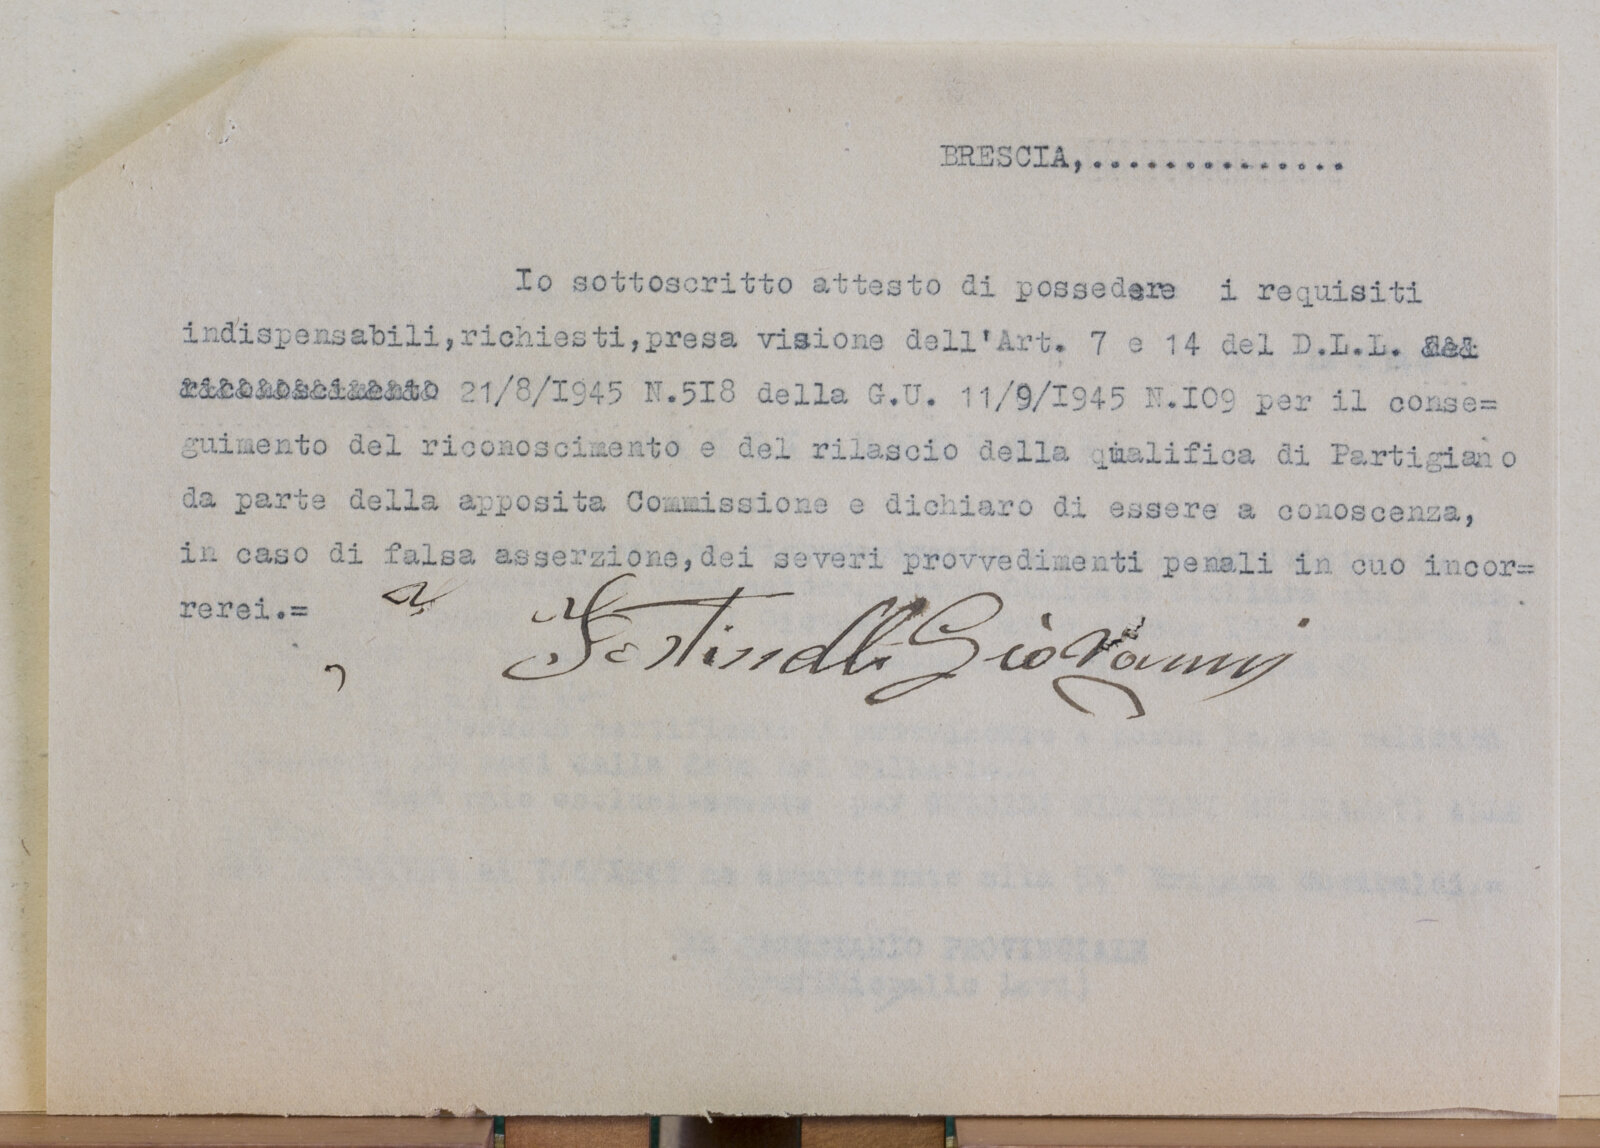 BRESCIA,...............
Io sottoscritto attesto di possedere i requisiti
indispensabili,richiesti,presa visione dell'Art. 7 e 14 del D.L.L. del
riconoscimento 21/8/I945 N.5I8 della G.U. 11/9/I945 N.IO9 per il conse=
guimento del riconoscimento e del rilascio della qualifica di Partigiano
da parte della apposita Commissione e dichiaro di essere a conoscenza,
in caso di falsa asserzione,dei severi provvedimenti penali in cuo incor=
rerei.=
Giovanni